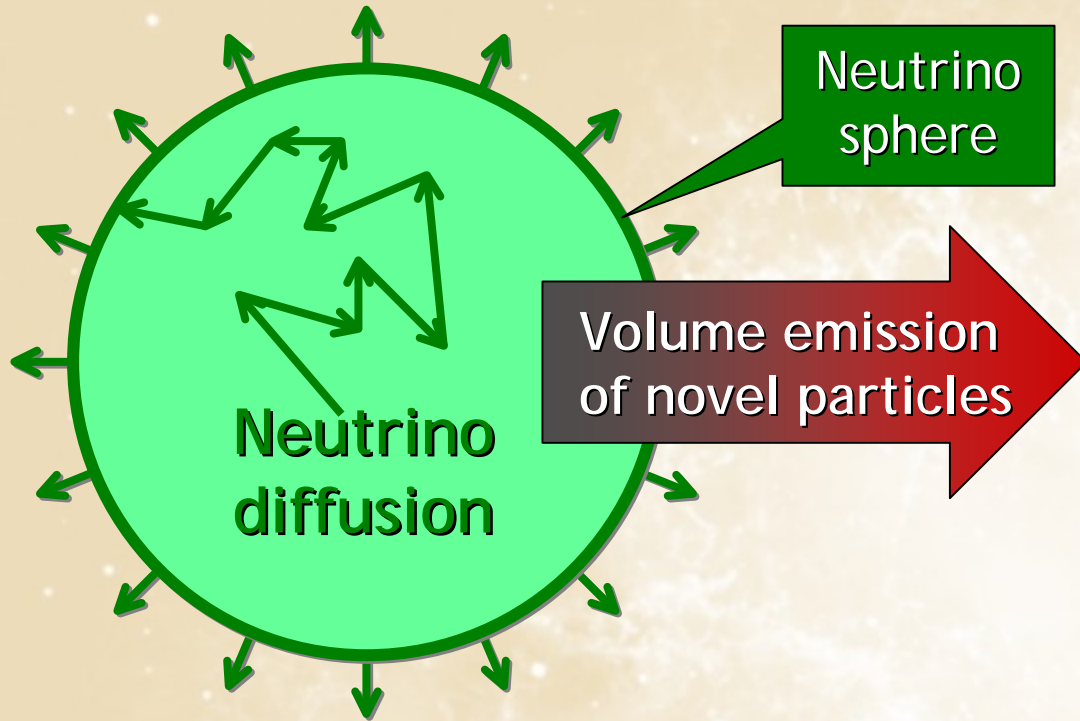 Neutrino
sphere
Volume emission
of novel particles
Neutrino
diffusion